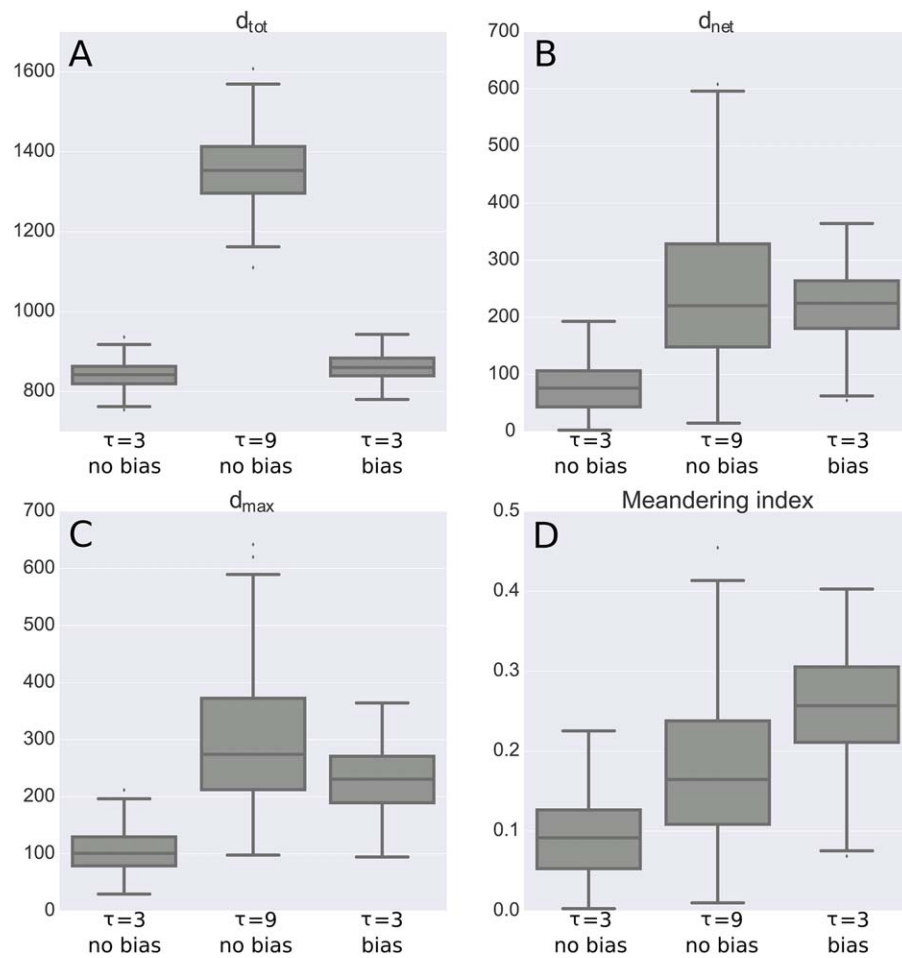 d_tot
A
1600
1400
1200
1000
800
τ=3 τ=9 τ=3
no bias no bias bias
d_net
B
700
600
500
400
300
200
100
0
τ=3 τ=9 τ=3
no bias no bias bias
d_max
C
700
600
500
400
300
200
100
0
τ=3 τ=9 τ=3
no bias no bias bias
Meandering index
D
0.5
0.4
0.3
0.2
0.1
0.0
τ=3 τ=9 τ=3
no bias no bias bias